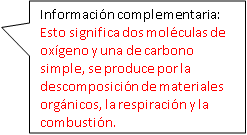 Información complementaria:
Esto significa dos moléculas de
oxígeno y una de carbono
simple, se produce por la
descomposición de materiales
orgánicos, la respiración y la
combustión.